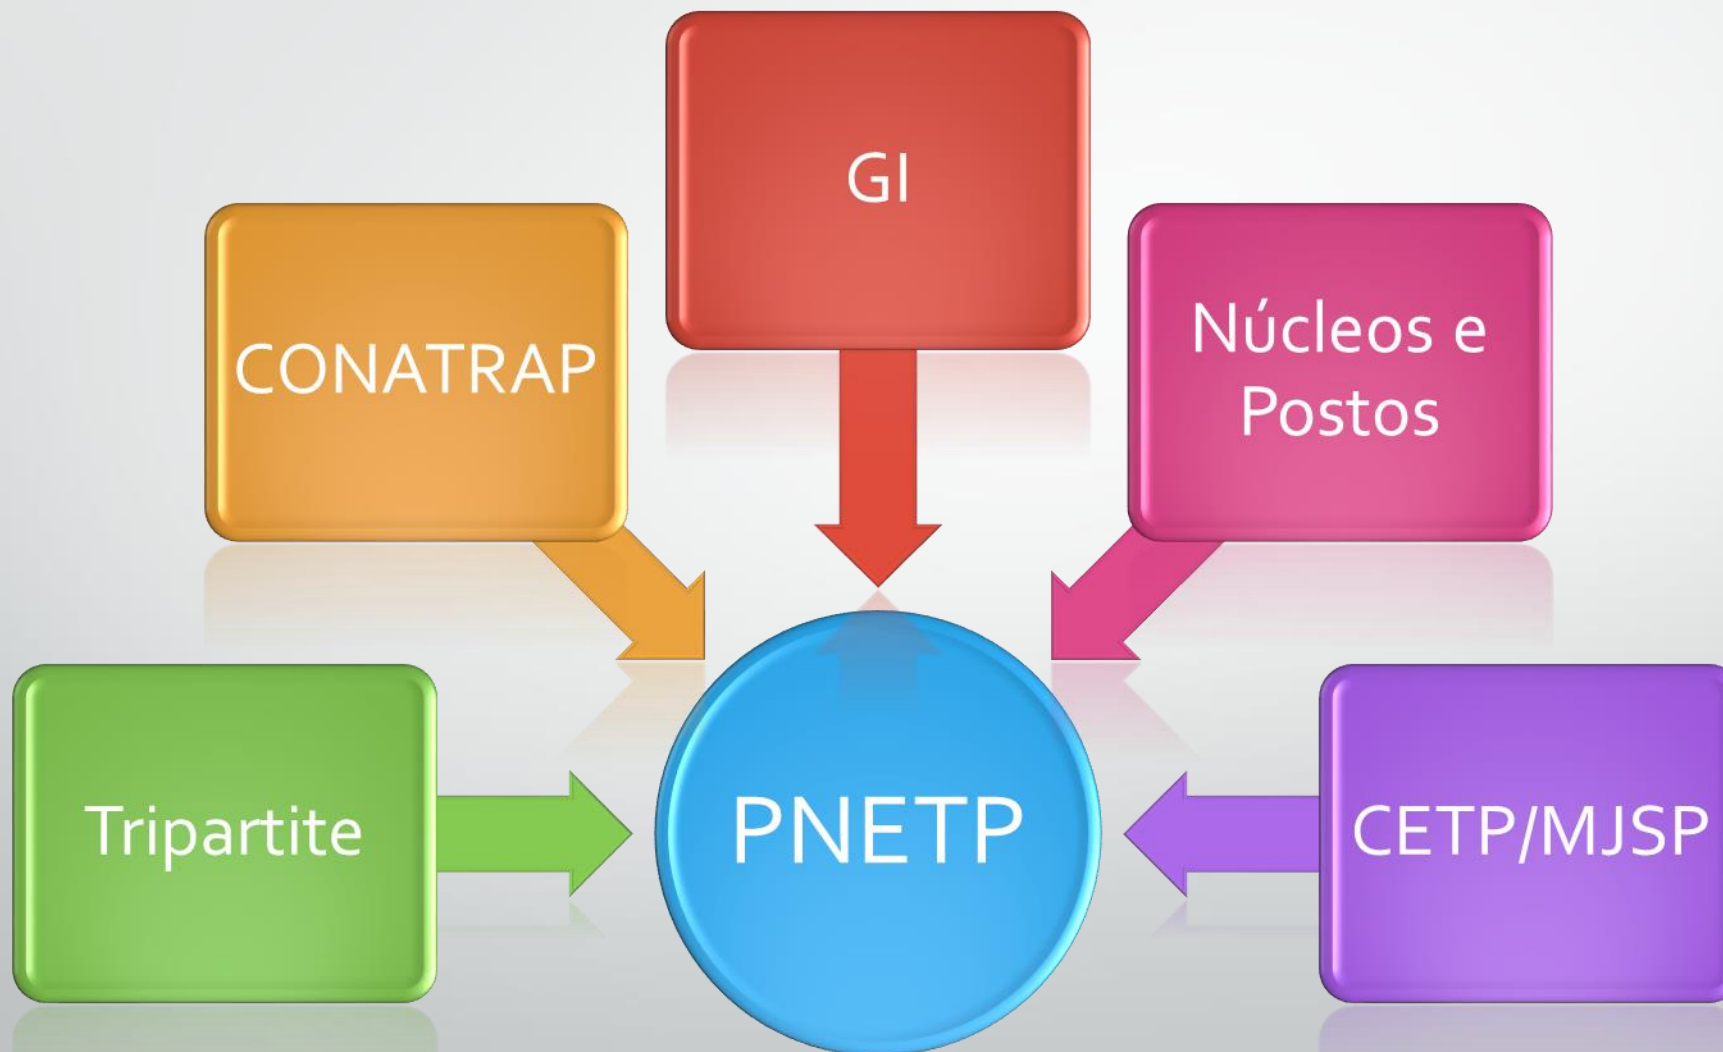 GI
CONATRAP
Núcleos e
Postos
Tripartite
PNETP
CETP/MJSP